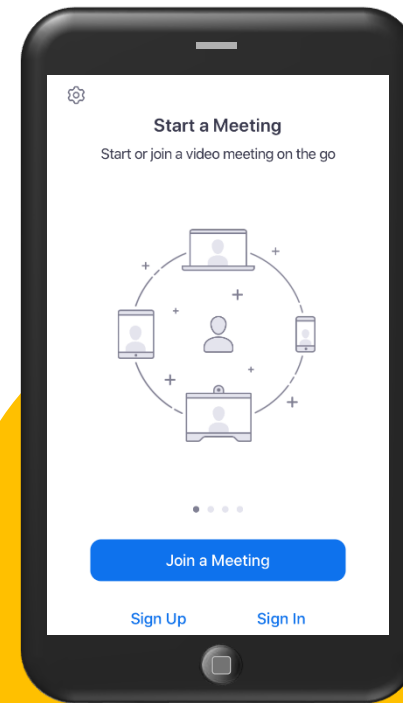 Start a Meeting
Start or join a video meeting on the go
Join a Meeting
Sign Up
Sign In